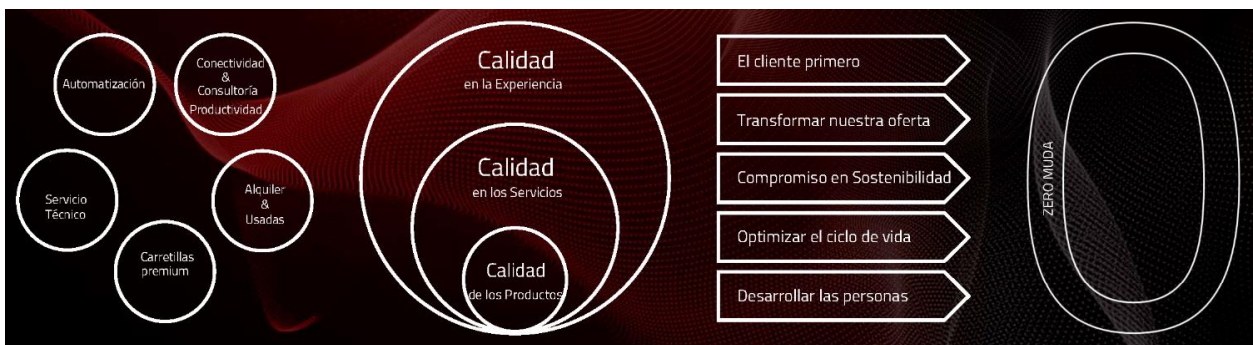 Automatización
Conectividad
&
Consultoría
Productividad
Servicio
Técnico
Alquiler
&
Usadas
Carretillas
premium
Calidad
en la Experiencia
Calidad
en los Servicios
Calidad
de los Productos
El cliente primero
Transformar nuestra oferta
Compromiso en Sostenibilidad
Optimizar el ciclo de vida
Desarrollar las personas
ZERO MUDA